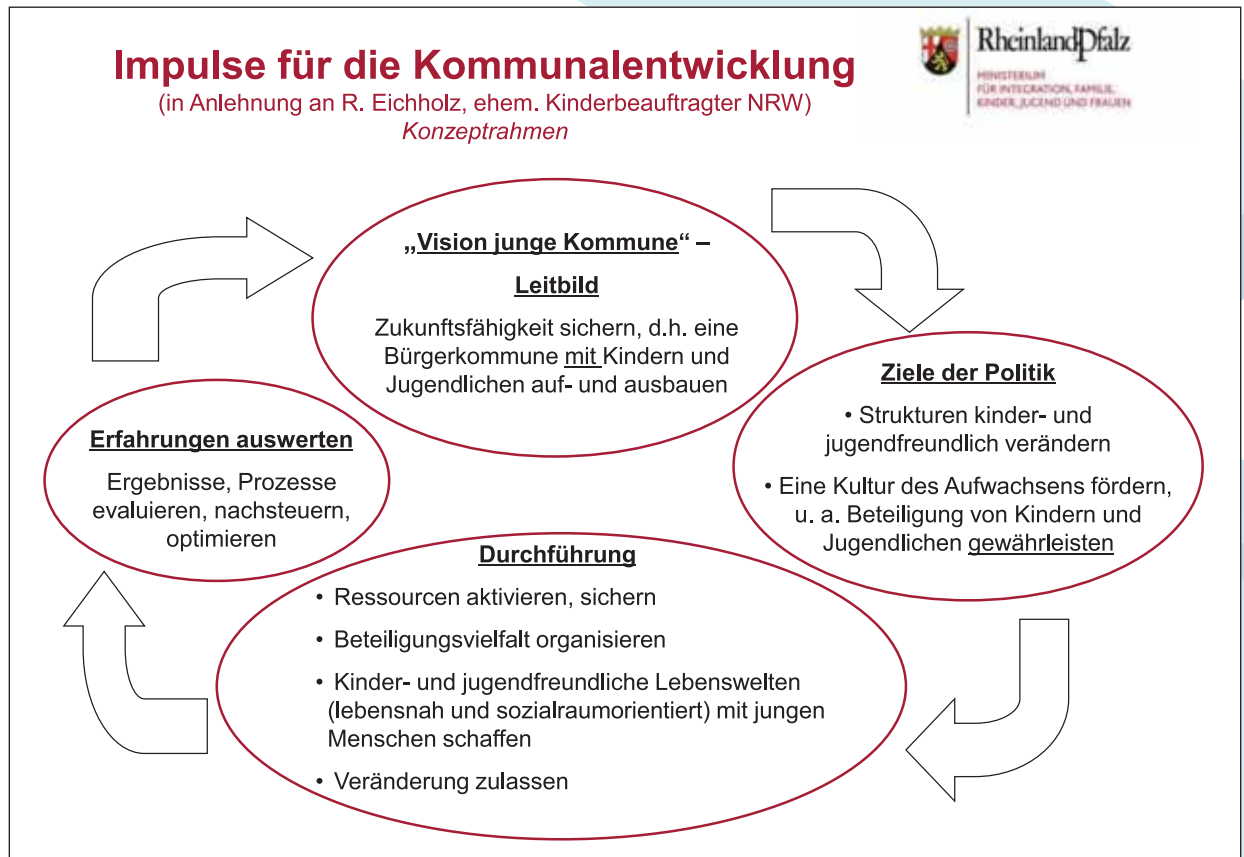 Impulse für die Kommunalentwicklung
(in Anlehnung an R. Eichholz, ehem. Kinderbeauftragter NRW)
Konzeptrahmen
RheinlandPfalz
MINISTERIUM
FÜR INTEGRATION, FAMILIE,
KINDER, JUGEND UND FRAUEN
„Vision junge Kommune“ –
Leitbild
Zukunftsfähigkeit sichern, d.h. eine
Bürgerkommune mit Kindern und
Jugendlichen auf- und ausbauen
Ziele der Politik
• Strukturen kinder- und
jugendfreundlich verändern
• Eine Kultur des Aufwachsens fördern,
u. a. Beteiligung von Kindern und
Jugendlichen gewährleisten
Durchführung
• Ressourcen aktivieren, sichern
• Beteiligungsvielfalt organisieren
• Kinder- und jugendfreundliche Lebenswelten
(lebensnah und sozialraumorientiert) mit jungen
Menschen schaffen
• Veränderung zulassen
Erfahrungen auswerten
Ergebnisse, Prozesse
evaluieren, nachsteuern,
optimieren